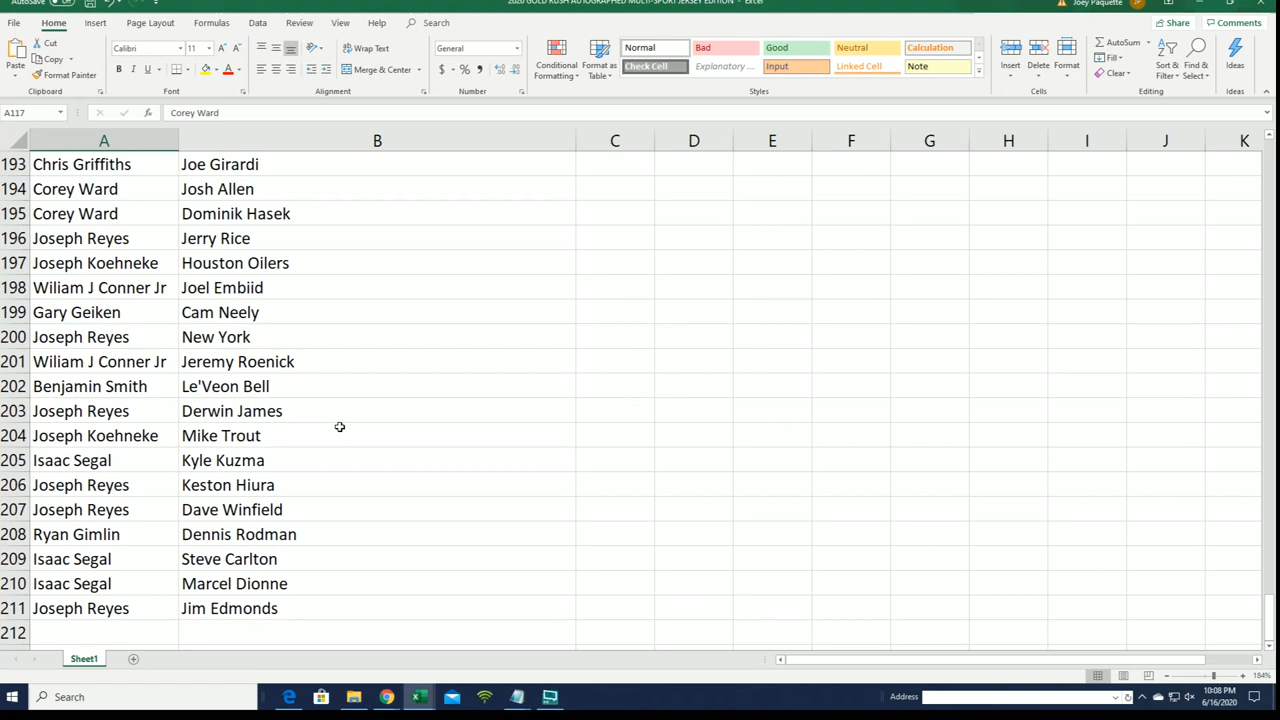 AutoSave
2020 GOLD RUSH AUTOGRAPHED MULTI-SPORT JERSEY EDITION - Excel
Joey Paquette
File Home Insert Page Layout Formulas Data Review View Help Search Share Comments
Paste Cut Calibri 11 Wrap Text General Conditional Formatting Format as Table Normal Bad Good Neutral Calculation Insert Delete Format AutoSum Sort & Filter Find & Select Ideas
Copy Fill
Format Painter B I U Merge & Center $ % Check Cell Explanatory ... Input Linked Cell Note Clear
Clipboard Font Alignment Number Styles Cells Editing Ideas
A117 fx Corey Ward
A B C D E F G H I J K
193 Chris Griffiths Joe Girardi
194 Corey Ward Josh Allen
195 Corey Ward Dominik Hasek
196 Joseph Reyes Jerry Rice
197 Joseph Koehneke Houston Oilers
198 Wiliam J Conner Jr Joel Embiid
199 Gary Geiken Cam Neely
200 Joseph Reyes New York
201 Wiliam J Conner Jr Jeremy Roenick
202 Benjamin Smith Le'Veon Bell
203 Joseph Reyes Derwin James
204 Joseph Koehneke Mike Trout
205 Isaac Segal Kyle Kuzma
206 Joseph Reyes Keston Hiura
207 Joseph Reyes Dave Winfield
208 Ryan Gimlin Dennis Rodman
209 Isaac Segal Steve Carlton
210 Isaac Segal Marcel Dionne
211 Joseph Reyes Jim Edmonds
212
Sheet1
184%
Search Address 10:08 PM
6/16/2020